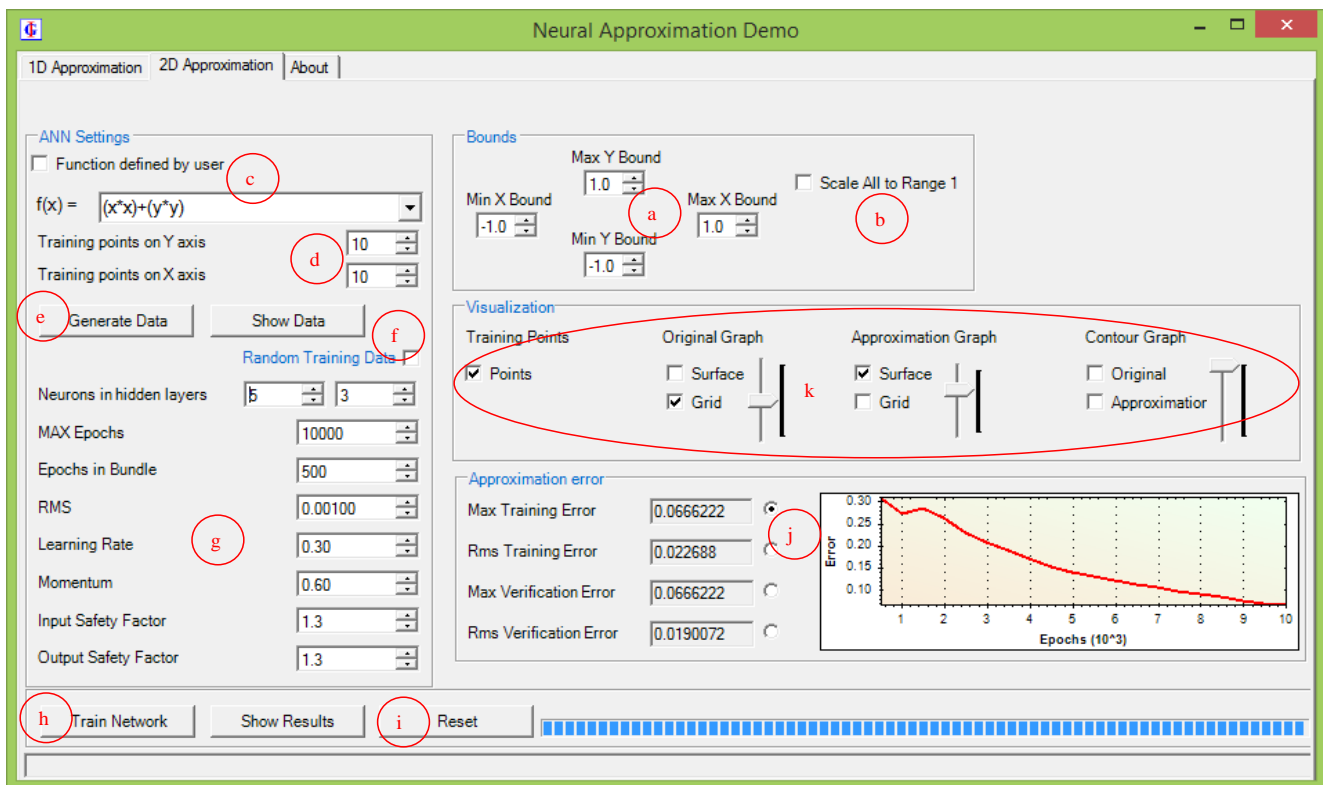 Neural Approximation Demo
1D Approximation 2D Approximation About
ANN Settings
Function defined by user
c
f(x) = (x*x)+(y*y)
Training points on Y axis 10
d
Training points on X axis 10
e Generate Data Show Data
f
Random Training Data
Neurons in hidden layers 5 3
MAX Epochs 10000
Epochs in Bundle 500
RMS 0.00100
g
Learning Rate 0.30
Momentum 0.60
Input Safety Factor 1.3
Output Safety Factor 1.3
Bounds
Max Y Bound
1.0
Scale All to Range 1
Min X Bound a Max X Bound b
-1.0 1.0
Min Y Bound
-1.0
Visualization
Training Points Original Graph Approximation Graph Contour Graph
Points Surface Surface Original
k
Grid Grid Approximatior
Approximation error
Max Training Error 0.0666222
j
Rms Training Error 0.022688
Max Verification Error 0.0666222
Rms Verification Error 0.0190072
0.30
0.25
0.20
0.15
0.10
Error
1 2 3 4 5 6 7 8 9 10
Epochs (10^3)
h Train Network Show Results i Reset